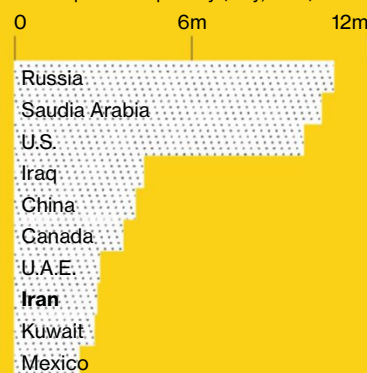 0 6m 12m
Russia
Saudia Arabia
U.S.
Iraq
China
Canada
U.A.E.
Iran
Kuwait
Mexico